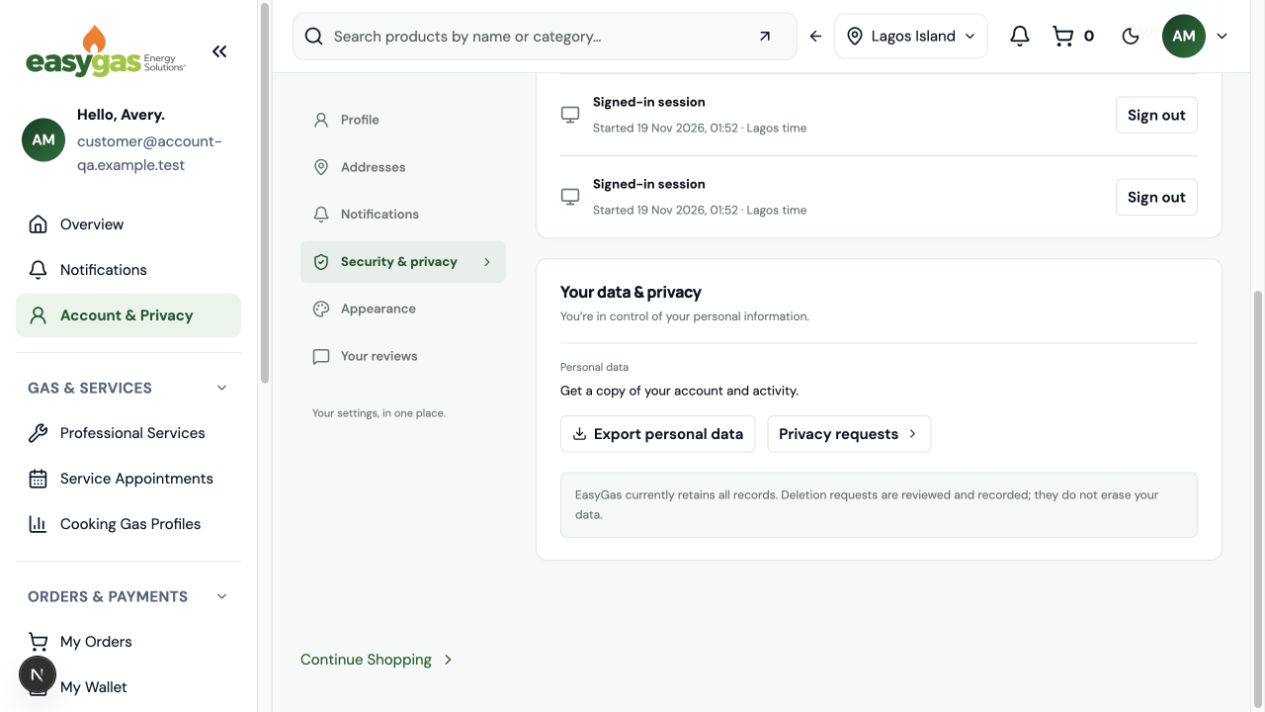 easygas Energy Solutions
Hello, Avery.
AM
customer@account-
qa.example.test
Overview
Notifications
Account & Privacy
GAS & SERVICES
Professional Services
Service Appointments
Cooking Gas Profiles
ORDERS & PAYMENTS
My Orders
N
My Wallet
Search products by name or category...
Lagos Island
0
AM
Profile
Addresses
Notifications
Security & privacy
Appearance
Your reviews
Your settings, in one place.
Signed-in session
Started 19 Nov 2026, 01:52 · Lagos time
Sign out
Signed-in session
Started 19 Nov 2026, 01:52 · Lagos time
Sign out
Your data & privacy
You're in control of your personal information.
Personal data
Get a copy of your account and activity.
Export personal data
Privacy requests
EasyGas currently retains all records. Deletion requests are reviewed and recorded; they do not erase your
data.
Continue Shopping